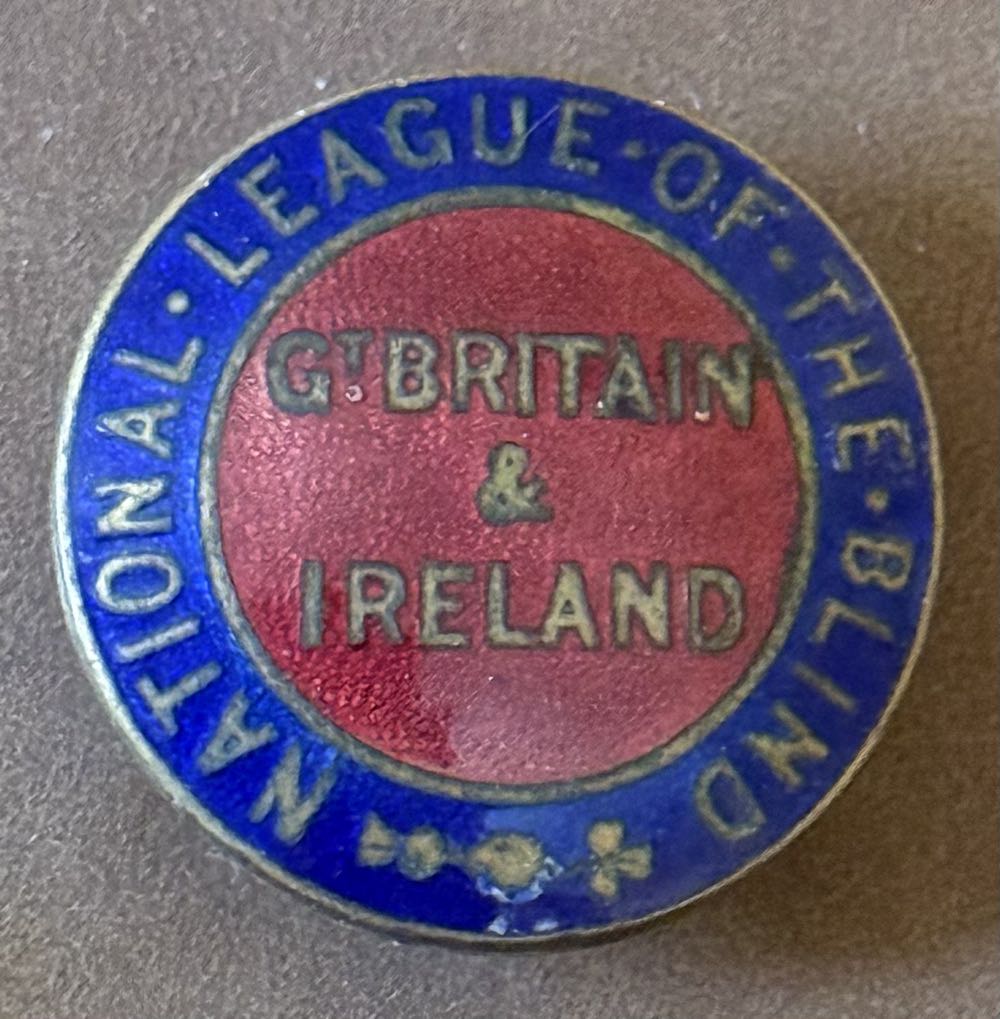 NATIONAL · LEAGUE · OF · THE · BLIND
GT BRITAIN
&
IRELAND